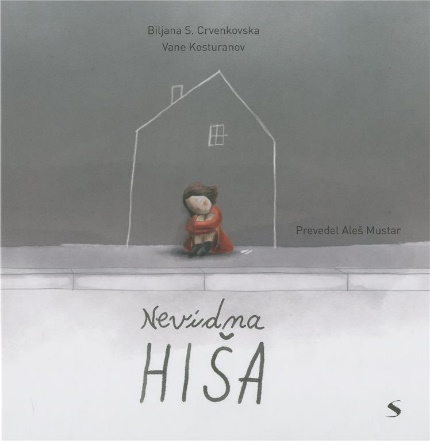 Biljana S. Crvenkovska
Vane Kosturanov
Prevedel Aleš Mustar
Nevidna
HIŠA
S